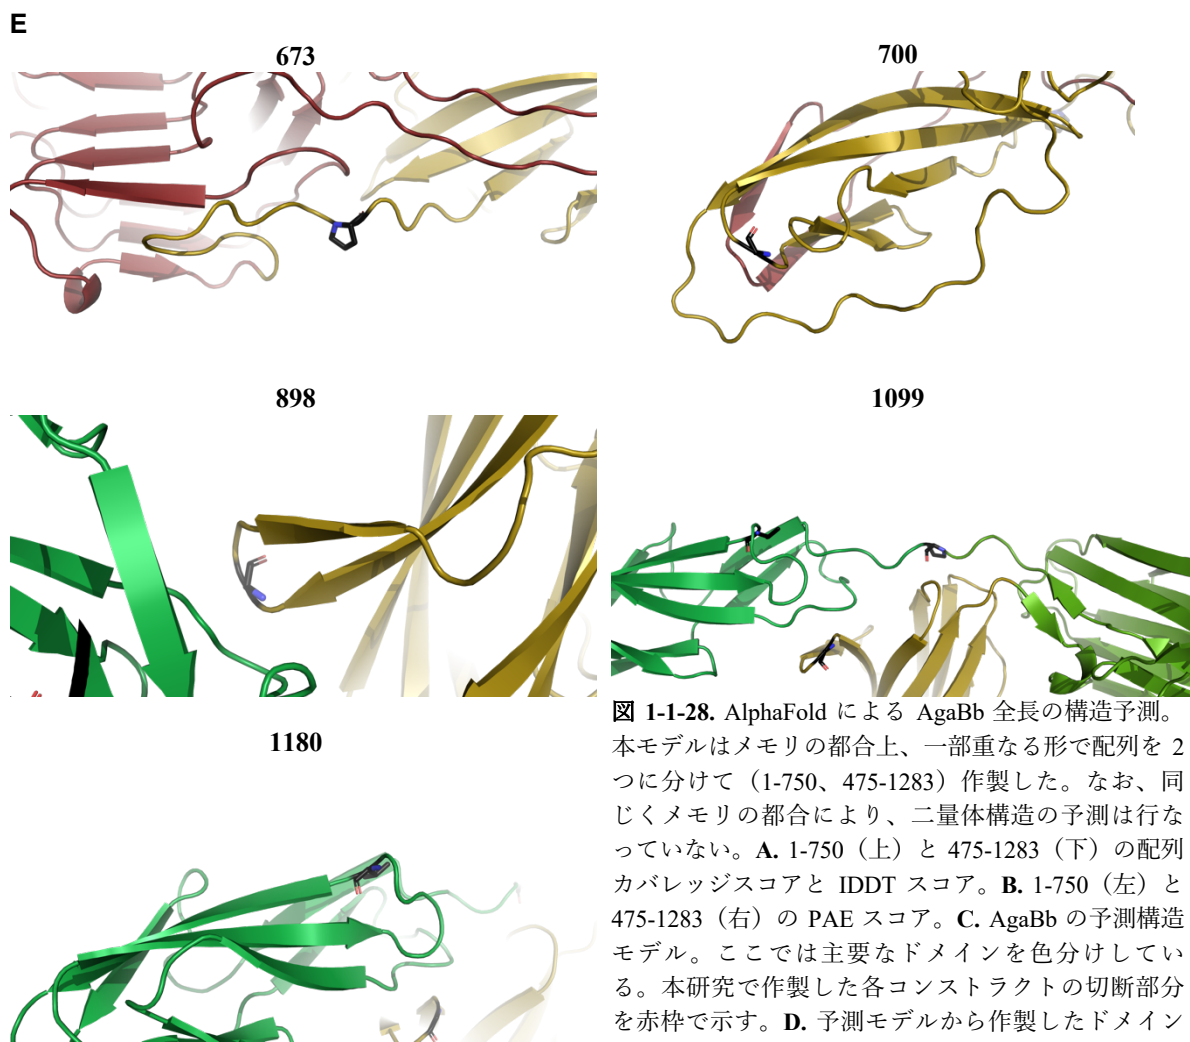 E
673
700
898
1099
1180
図 1-1-28. AlphaFold による AgaBb 全長の構造予測。
本モデルはメモリの都合上、一部重なる形で配列を 2
つに分けて（1-750、475-1283）作製した。なお、同
じくメモリの都合により、二量体構造の予測は行な
っていない。A. 1-750（上）と 475-1283（下）の配列
カバレッジスコアと IDDT スコア。B. 1-750（左）と
475-1283（右）の PAE スコア。C. AgaBb の予測構造
モデル。ここでは主要なドメインを色分けしてい
る。本研究で作製した各コンストラクトの切断部分
を赤枠で示す。D. 予測モデルから作製したドメイン